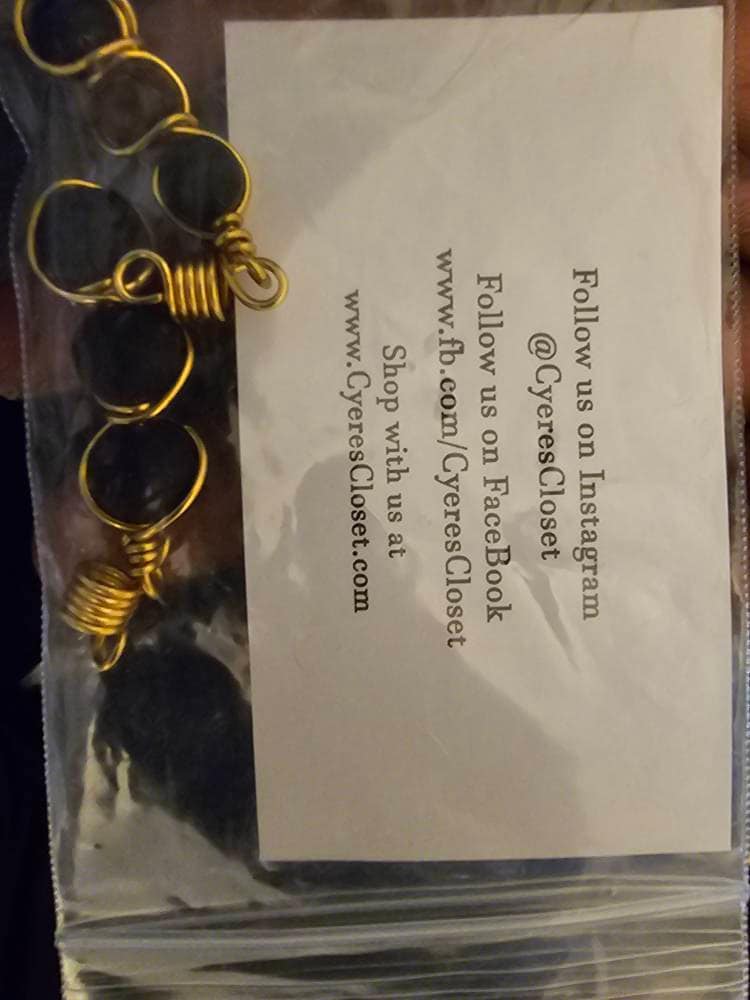 Follow us on Instagram
@CyeresCloset
Follow us on FaceBook
www.fb.com/CyeresCloset
Shop with us at
www.CyeresCloset.com